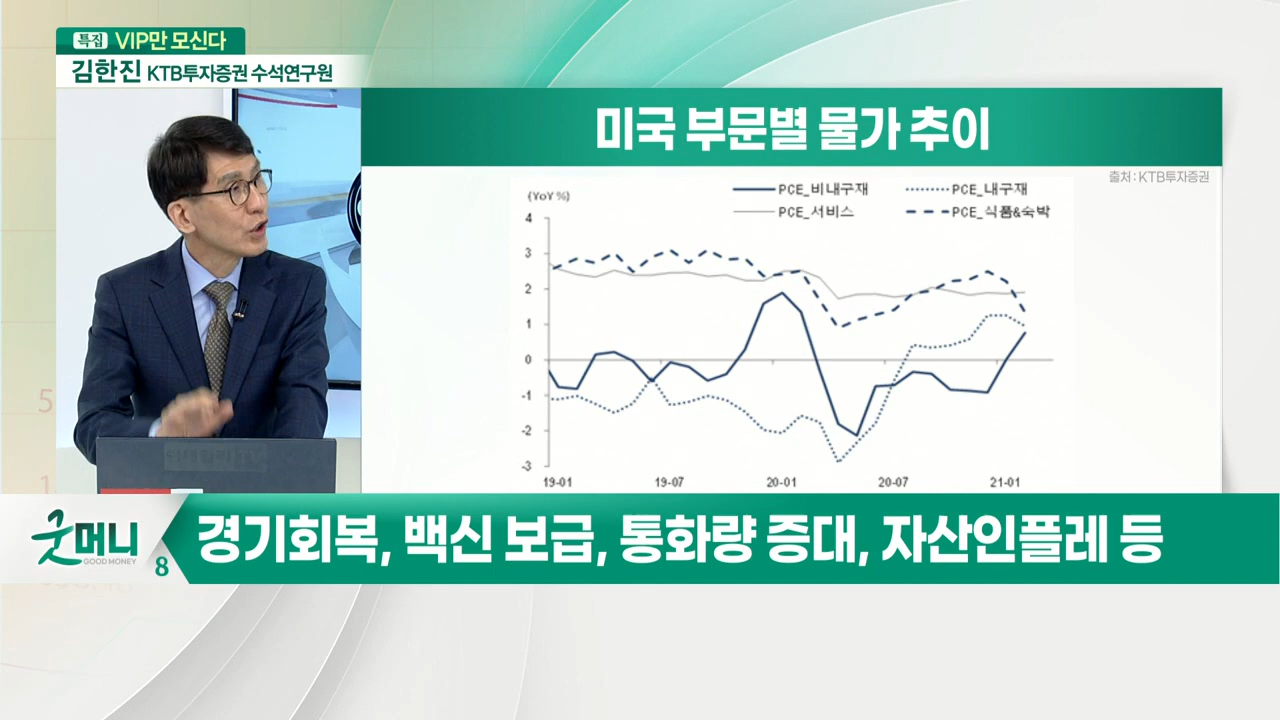 특집 VIP만 모신다
김한진 KTB투자증권 수석연구원
미국 부문별 물가 추이
출처 : KTB투자증권
(YoY %)
PCE_비내구재
PCE_내구재
PCE_서비스
PCE_식품&숙박
4
3
2
1
0
-1
-2
-3
19-01
19-07
20-01
20-07
21-01
5
1
굿머니
GOOD MONEY
8
경기회복, 백신 보급, 통화량 증대, 자산인플레 등